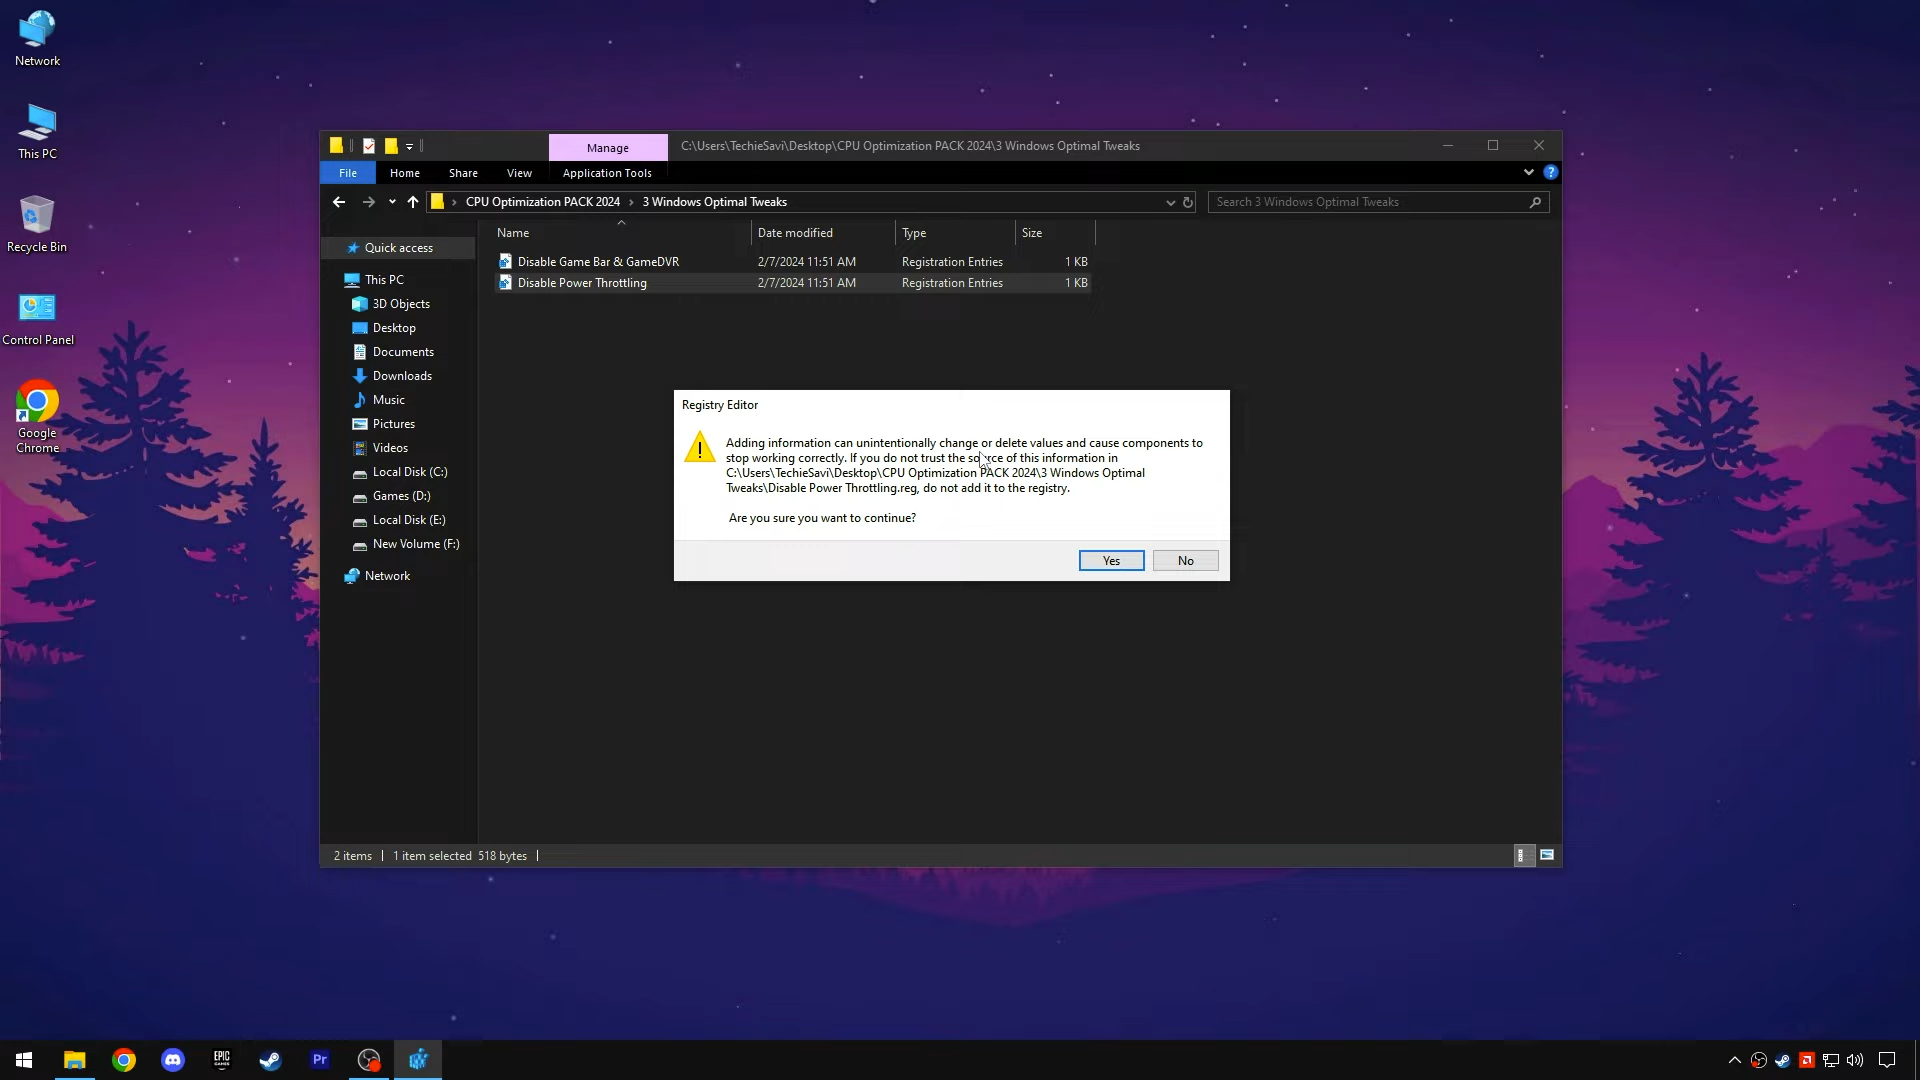 Network
This PC
Recycle Bin
Control Panel
Google
Chrome
Manage
C:\Users\TechieSavi\Desktop\CPU Optimization PACK 2024\3 Windows Optimal Tweaks
File
Home
Share
View
Application Tools
CPU Optimization PACK 2024 › 3 Windows Optimal Tweaks
Search 3 Windows Optimal Tweaks
Quick access
This PC
3D Objects
Desktop
Documents
Downloads
Music
Pictures
Videos
Local Disk (C:)
Games (D:)
Local Disk (E:)
New Volume (F:)
Network
Name
Date modified
Type
Size
Disable Game Bar & GameDVR
2/7/2024 11:51 AM
Registration Entries
1 KB
Disable Power Throttling
2/7/2024 11:51 AM
Registration Entries
1 KB
Registry Editor
Adding information can unintentionally change or delete values and cause components to
stop working correctly. If you do not trust the source of this information in
C:\Users\TechieSavi\Desktop\CPU Optimization PACK 2024\3 Windows Optimal
Tweaks\Disable Power Throttling.reg, do not add it to the registry.
Are you sure you want to continue?
Yes
No
2 items
1 item selected 518 bytes
EPIC
GAMES
Pr